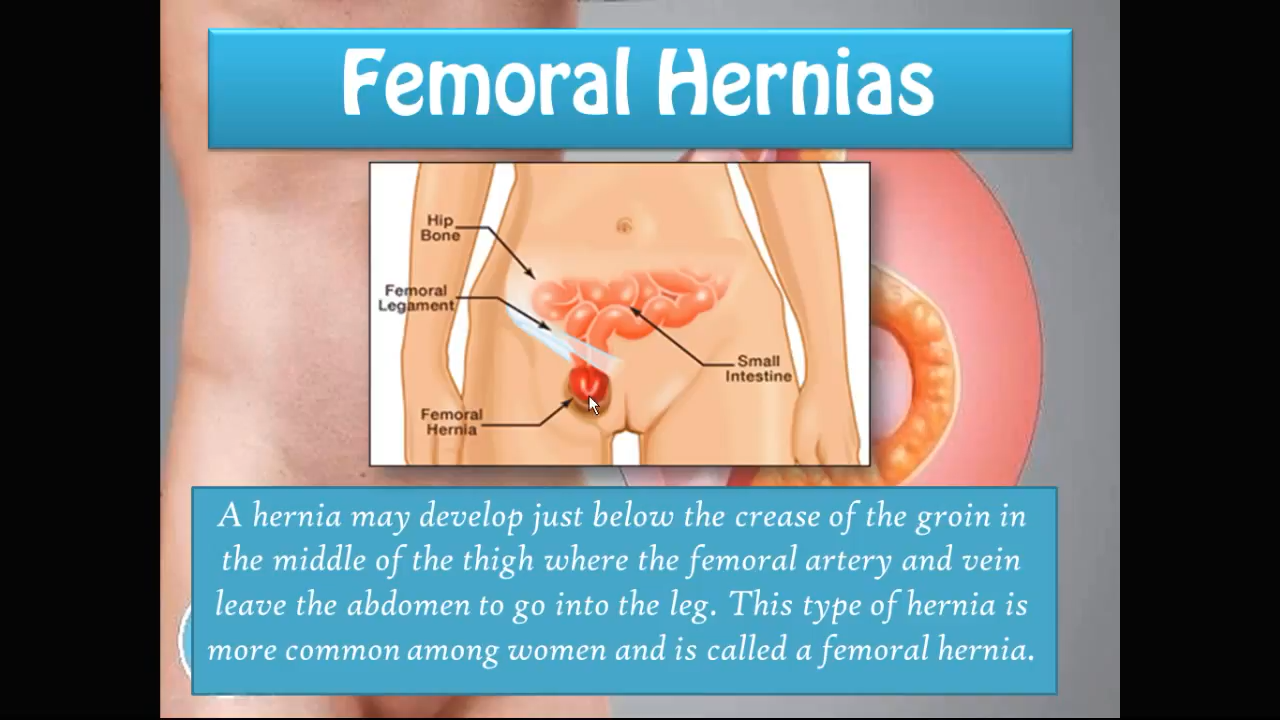 Femoral Hernias
Hip
Bone
Femoral
Legament
Small
Intestine
Femoral
Hernia
A hernia may develop just below the crease of the groin in
the middle of the thigh where the femoral artery and vein
leave the abdomen to go into the leg. This type of hernia is
more common among women and is called a femoral hernia.